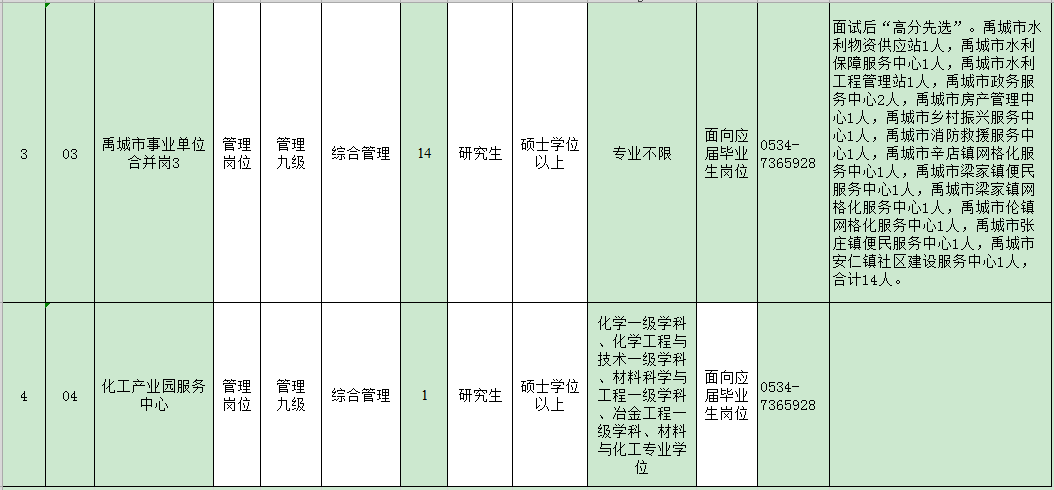 3
03
禹城市事业单位
合并岗3
管理
岗位
管理
九级
综合管理
14
研究生
硕士学位
以上
专业不限
面向应
届毕业
生岗位
0534-
7365928
面试后“高分先选”。禹城市水
利物资供应站1人，禹城市水利
保障服务中心1人，禹城市水利
工程管理站1人，禹城市政务服
务中心2人，禹城市房产管理中
心1人，禹城市乡村振兴服务中
心1人，禹城市消防救援服务中
心1人，禹城市辛店镇网格化服
务中心1人，禹城市梁家镇便民
服务中心1人，禹城市梁家镇网
格化服务中心1人，禹城市伦镇
网格化服务中心1人，禹城市张
庄镇便民服务中心1人，禹城市
安仁镇社区建设服务中心1人，
合计14人。
4
04
化工产业园服务
中心
管理
岗位
管理
九级
综合管理
1
研究生
硕士学位
以上
化学一级学科
、化学工程与
技术一级学科
、材料科学与
工程一级学科
、冶金工程一
级学科、材料
与化工专业学
位
面向应
届毕业
生岗位
0534-
7365928